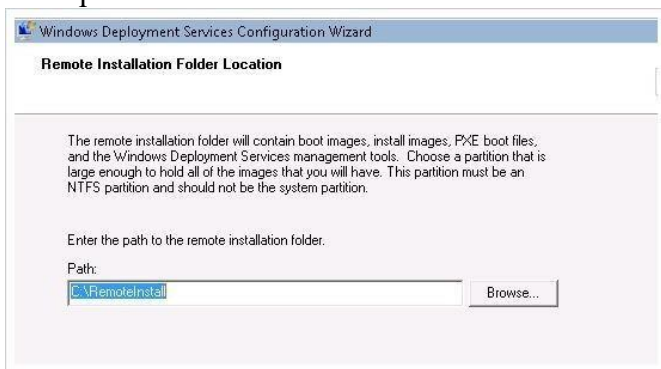 Windows Deployment Services Configuration Wizard
Remote Installation Folder Location
The remote installation folder will contain boot images, install images, PXE boot files,
and the Windows Deployment Services management tools. Choose a partition that is
large enough to hold all of the images that you will have. This partition must be an
NTFS partition and should not be the system partition.
Enter the path to the remote installation folder.
Path:
C:\RemoteInstall
Browse...